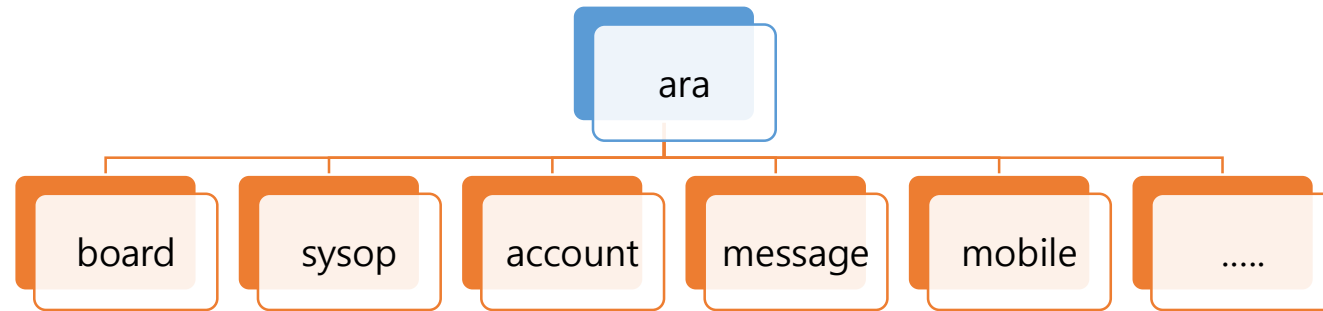 ara
board
sysop
account
message
mobile
.....